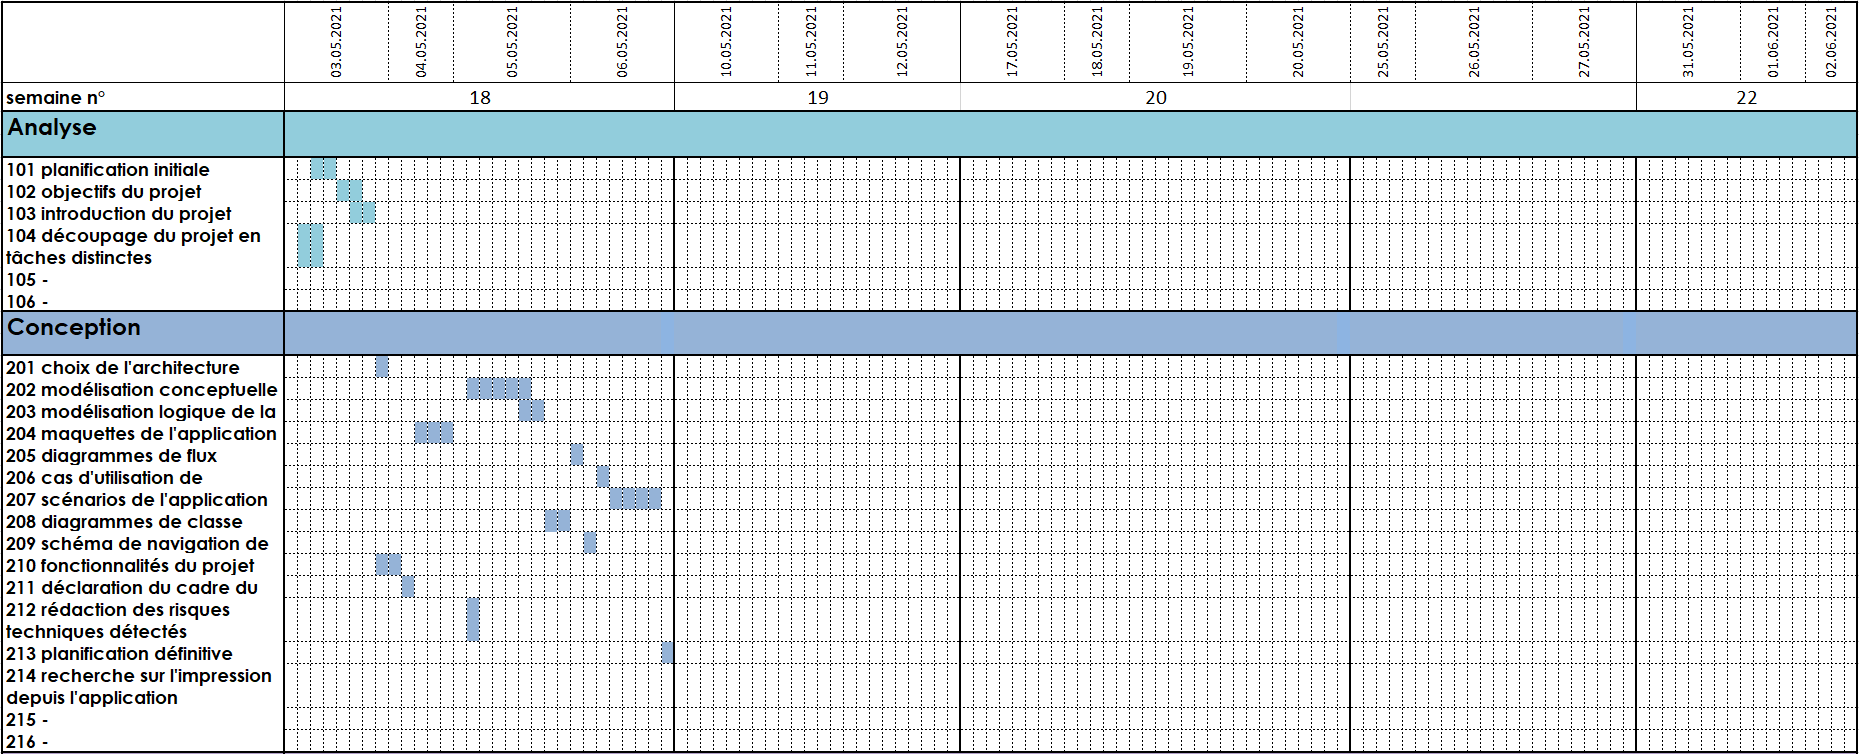 03.05.2021 04.05.2021 05.05.2021 06.05.2021 10.05.2021 11.05.2021 12.05.2021 17.05.2021 18.05.2021 19.05.2021 20.05.2021 25.05.2021 26.05.2021 27.05.2021 31.05.2021 01.06.2021 02.06.2021
semaine n° 18 19 20 22
Analyse
101 planification initiale
102 objectifs du projet
103 introduction du projet
104 découpage du projet en
tâches distinctes
105 -
106 -
Conception
201 choix de l'architecture
202 modélisation conceptuelle
203 modélisation logique de la
204 maquettes de l'application
205 diagrammes de flux
206 cas d'utilisation de
207 scénarios de l'application
208 diagrammes de classe
209 schéma de navigation de
210 fonctionnalités du projet
211 déclaration du cadre du
212 rédaction des risques
techniques détectés
213 planification définitive
214 recherche sur l'impression
depuis l'application
215 -
216 -